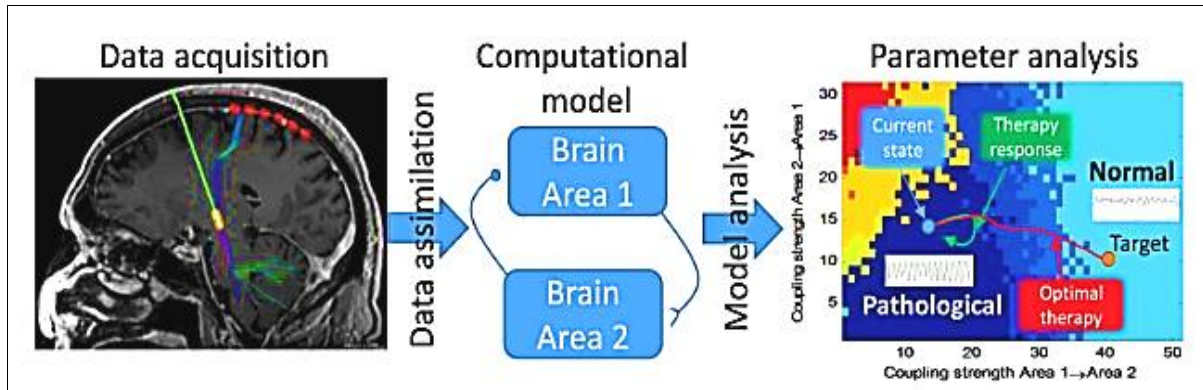 Data acquisition
Data assimilation
Computational
model
Brain
Area 1
Brain
Area 2
Model analysis
Parameter analysis
Coupling strength Area 2→Area 1
30
25
20
15
10
5
Current
state
Therapy
response
Normal
Target
Pathological
Optimal
therapy
10 20 30 40 50
Coupling strength Area 1→Area 2